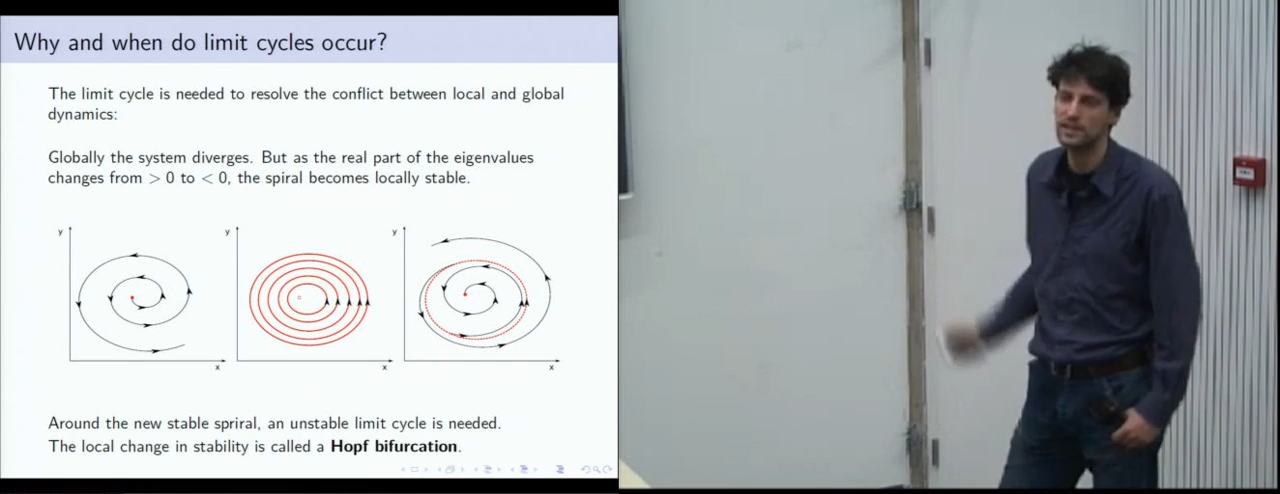 Why and when do limit cycles occur?
The limit cycle is needed to resolve the conflict between local and global
dynamics:
Globally the system diverges. But as the real part of the eigenvalues
changes from > 0 to < 0, the spiral becomes locally stable.
y
y
y
x
x
x
Around the new stable spriral, an unstable limit cycle is needed.
The local change in stability is called a Hopf bifurcation.